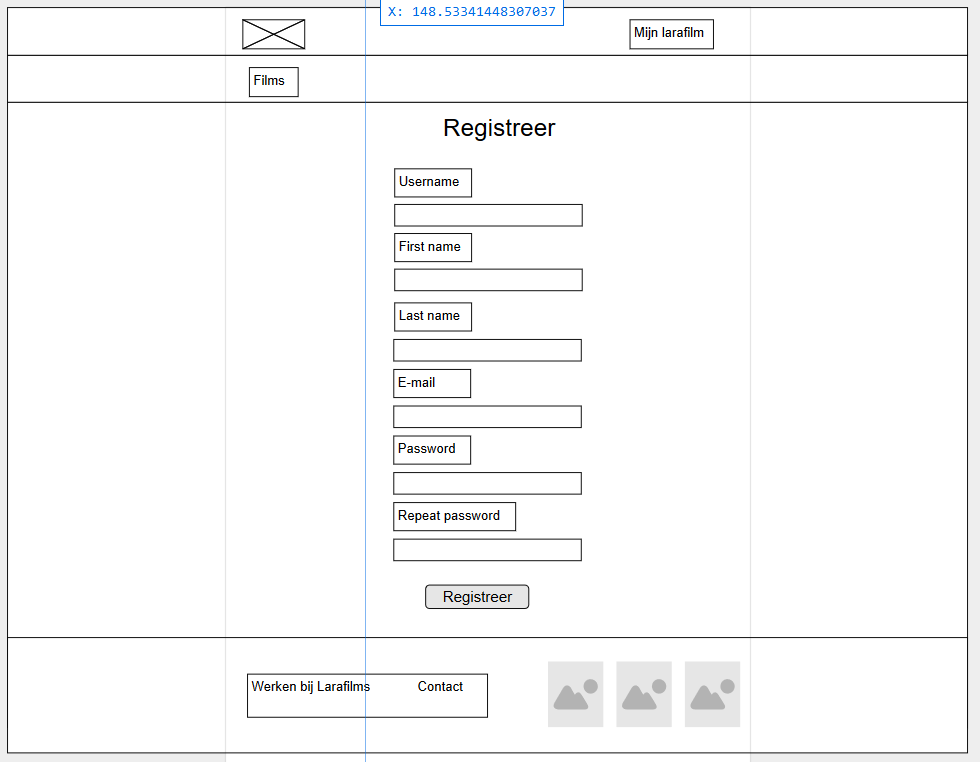 X: 148.53341448307037
Mijn larafilm
Films
Registreer
Username
First name
Last name
E-mail
Password
Repeat password
Registreer
Werken bij Larafilms Contact